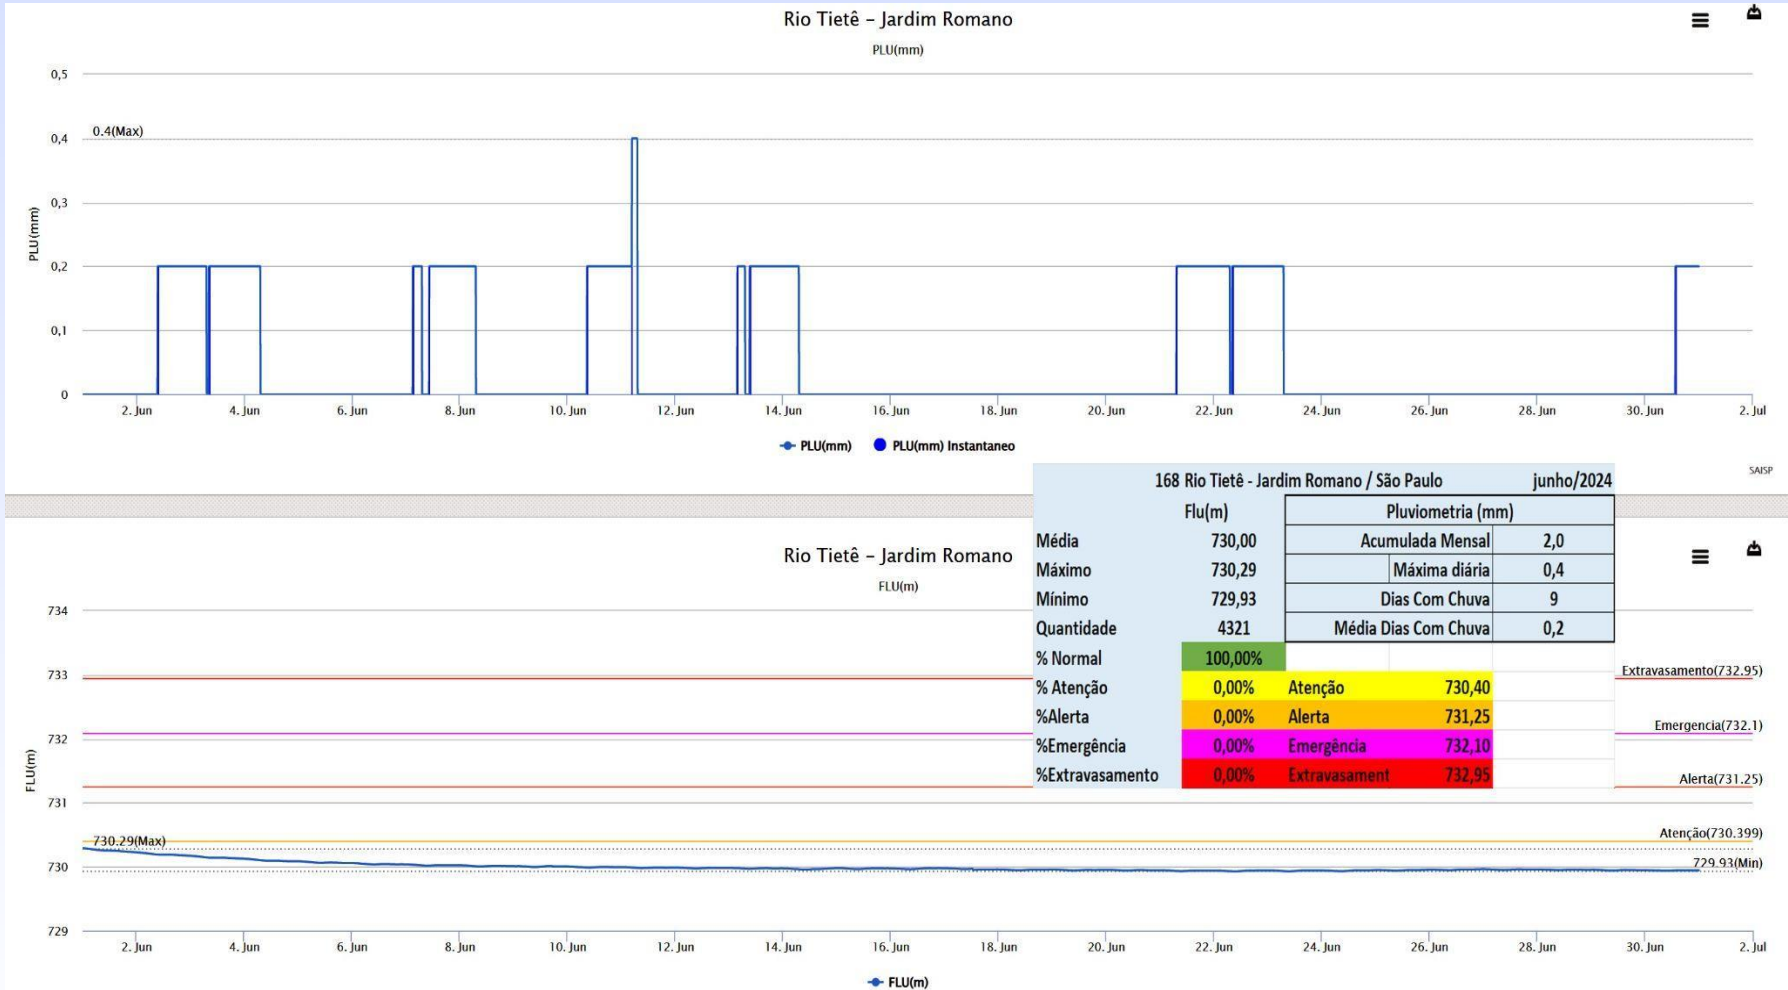 Rio Tietê – Jardim Romano
PLU(mm)
0,5
0.4(Max)
0,4
0,3
0,2
0,1
0
PLU(mm)
2. Jun 4. Jun 6. Jun 8. Jun 10. Jun 12. Jun 14. Jun 16. Jun 18. Jun 20. Jun 22. Jun 24. Jun 26. Jun 28. Jun 30. Jun 2. Jul
PLU(mm) PLU(mm) Instantaneo
SAISP
168 Rio Tietê - Jardim Romano / São Paulo junho/2024
Flu(m) Pluviometria (mm)
Média 730,00 Acumulada Mensal 2,0
Máximo 730,29 Máxima diária 0,4
Mínimo 729,93 Dias Com Chuva 9
Quantidade 4321 Média Dias Com Chuva 0,2
% Normal 100,00%
% Atenção 0,00% Atenção 730,40
%Alerta 0,00% Alerta 731,25
%Emergência 0,00% Emergência 732,10
%Extravasamento 0,00% Extravasament 732,95
Rio Tietê – Jardim Romano
FLU(m)
734
733
732
731
730
729
FLU(m)
Extravasamento(732.95)
Emergencia(732.1)
Alerta(731.25)
Atenção(730.399)
730.29(Max)
729.93(Min)
2. Jun 4. Jun 6. Jun 8. Jun 10. Jun 12. Jun 14. Jun 16. Jun 18. Jun 20. Jun 22. Jun 24. Jun 26. Jun 28. Jun 30. Jun 2. Jul
FLU(m)